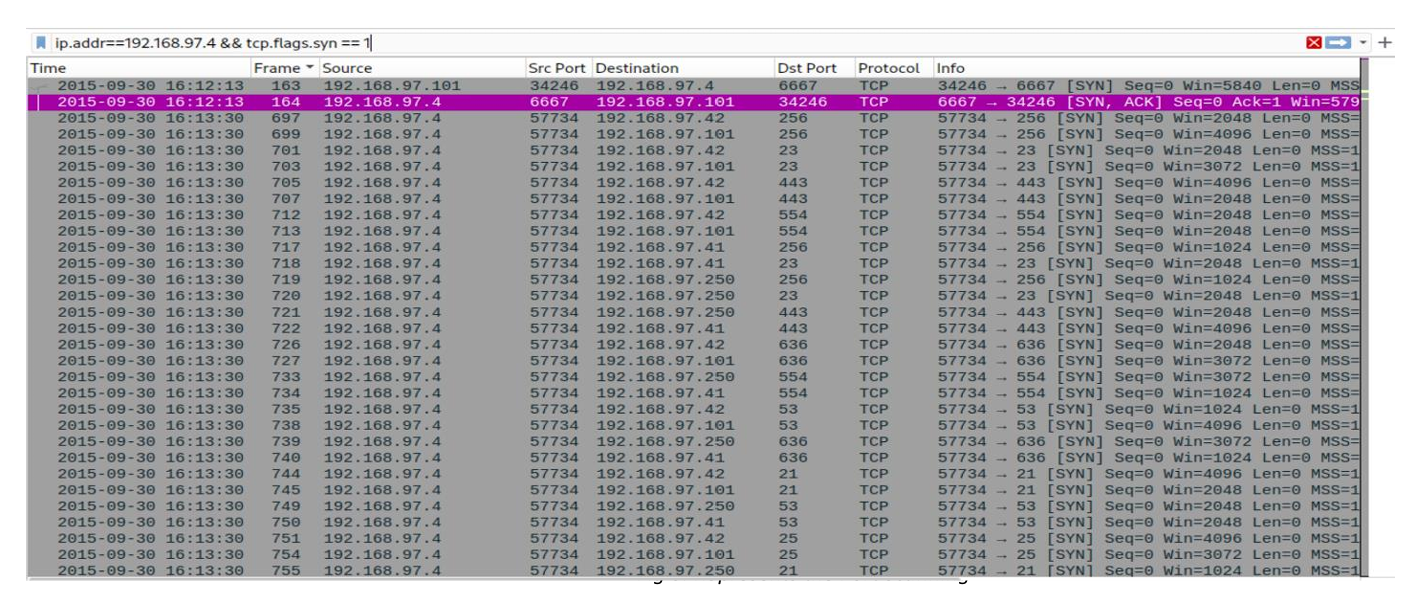 ip.addr==192.168.97.4 && tcp.flags.syn == 1
Time Frame Source Src Port Destination Dst Port Protocol Info
2015-09-30 16:12:13 163 192.168.97.101 34246 192.168.97.4 6667 TCP 34246 → 6667 [SYN] Seq=0 Win=5840 Len=0 MSS
2015-09-30 16:12:13 164 192.168.97.4 6667 192.168.97.101 34246 TCP 6667 → 34246 [SYN, ACK] Seq=0 Ack=1 Win=579
2015-09-30 16:13:30 697 192.168.97.4 57734 192.168.97.42 256 TCP 57734 → 256 [SYN] Seq=0 Win=2048 Len=0 MSS=
2015-09-30 16:13:30 699 192.168.97.4 57734 192.168.97.101 256 TCP 57734 → 256 [SYN] Seq=0 Win=4096 Len=0 MSS=
2015-09-30 16:13:30 701 192.168.97.4 57734 192.168.97.42 23 TCP 57734 → 23 [SYN] Seq=0 Win=2048 Len=0 MSS=1
2015-09-30 16:13:30 703 192.168.97.4 57734 192.168.97.101 23 TCP 57734 → 23 [SYN] Seq=0 Win=3072 Len=0 MSS=1
2015-09-30 16:13:30 705 192.168.97.4 57734 192.168.97.42 443 TCP 57734 → 443 [SYN] Seq=0 Win=4096 Len=0 MSS=
2015-09-30 16:13:30 707 192.168.97.4 57734 192.168.97.101 443 TCP 57734 → 443 [SYN] Seq=0 Win=2048 Len=0 MSS=
2015-09-30 16:13:30 712 192.168.97.4 57734 192.168.97.42 554 TCP 57734 → 554 [SYN] Seq=0 Win=2048 Len=0 MSS=
2015-09-30 16:13:30 713 192.168.97.4 57734 192.168.97.101 554 TCP 57734 → 554 [SYN] Seq=0 Win=2048 Len=0 MSS=
2015-09-30 16:13:30 717 192.168.97.4 57734 192.168.97.41 256 TCP 57734 → 256 [SYN] Seq=0 Win=1024 Len=0 MSS=
2015-09-30 16:13:30 718 192.168.97.4 57734 192.168.97.41 23 TCP 57734 → 23 [SYN] Seq=0 Win=2048 Len=0 MSS=1
2015-09-30 16:13:30 719 192.168.97.4 57734 192.168.97.250 256 TCP 57734 → 256 [SYN] Seq=0 Win=1024 Len=0 MSS=
2015-09-30 16:13:30 720 192.168.97.4 57734 192.168.97.250 23 TCP 57734 → 23 [SYN] Seq=0 Win=2048 Len=0 MSS=1
2015-09-30 16:13:30 721 192.168.97.4 57734 192.168.97.250 443 TCP 57734 → 443 [SYN] Seq=0 Win=2048 Len=0 MSS=
2015-09-30 16:13:30 722 192.168.97.4 57734 192.168.97.41 443 TCP 57734 → 443 [SYN] Seq=0 Win=4096 Len=0 MSS=
2015-09-30 16:13:30 726 192.168.97.4 57734 192.168.97.42 636 TCP 57734 → 636 [SYN] Seq=0 Win=2048 Len=0 MSS=
2015-09-30 16:13:30 727 192.168.97.4 57734 192.168.97.101 636 TCP 57734 → 636 [SYN] Seq=0 Win=3072 Len=0 MSS=
2015-09-30 16:13:30 733 192.168.97.4 57734 192.168.97.250 554 TCP 57734 → 554 [SYN] Seq=0 Win=3072 Len=0 MSS=
2015-09-30 16:13:30 734 192.168.97.4 57734 192.168.97.41 554 TCP 57734 → 554 [SYN] Seq=0 Win=1024 Len=0 MSS=
2015-09-30 16:13:30 735 192.168.97.4 57734 192.168.97.42 53 TCP 57734 → 53 [SYN] Seq=0 Win=1024 Len=0 MSS=1
2015-09-30 16:13:30 738 192.168.97.4 57734 192.168.97.101 53 TCP 57734 → 53 [SYN] Seq=0 Win=4096 Len=0 MSS=1
2015-09-30 16:13:30 739 192.168.97.4 57734 192.168.97.250 636 TCP 57734 → 636 [SYN] Seq=0 Win=3072 Len=0 MSS=
2015-09-30 16:13:30 740 192.168.97.4 57734 192.168.97.41 636 TCP 57734 → 636 [SYN] Seq=0 Win=1024 Len=0 MSS=
2015-09-30 16:13:30 744 192.168.97.4 57734 192.168.97.42 21 TCP 57734 → 21 [SYN] Seq=0 Win=4096 Len=0 MSS=1
2015-09-30 16:13:30 745 192.168.97.4 57734 192.168.97.101 21 TCP 57734 → 21 [SYN] Seq=0 Win=2048 Len=0 MSS=1
2015-09-30 16:13:30 749 192.168.97.4 57734 192.168.97.250 53 TCP 57734 → 53 [SYN] Seq=0 Win=2048 Len=0 MSS=1
2015-09-30 16:13:30 750 192.168.97.4 57734 192.168.97.41 53 TCP 57734 → 53 [SYN] Seq=0 Win=2048 Len=0 MSS=1
2015-09-30 16:13:30 751 192.168.97.4 57734 192.168.97.42 25 TCP 57734 → 25 [SYN] Seq=0 Win=4096 Len=0 MSS=1
2015-09-30 16:13:30 754 192.168.97.4 57734 192.168.97.101 25 TCP 57734 → 25 [SYN] Seq=0 Win=3072 Len=0 MSS=1
2015-09-30 16:13:30 755 192.168.97.4 57734 192.168.97.250 21 TCP 57734 → 21 [SYN] Seq=0 Win=1024 Len=0 MSS=1